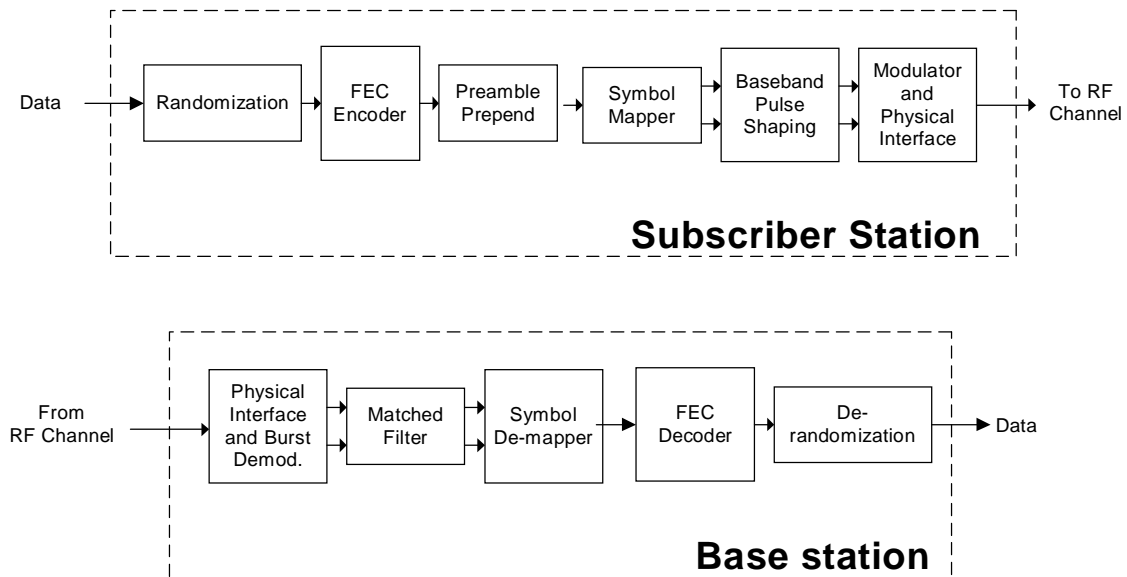 Data
Randomization
FEC
Encoder
Preamble
Prepend
Symbol
Mapper
Baseband
Pulse
Shaping
Modulator
and
Physical
Interface
To RF
Channel
Subscriber Station
From
RF Channel
Physical
Interface
and Burst
Demod.
Matched
Filter
Symbol
De-mapper
FEC
Decoder
De-
randomization
Data
Base station